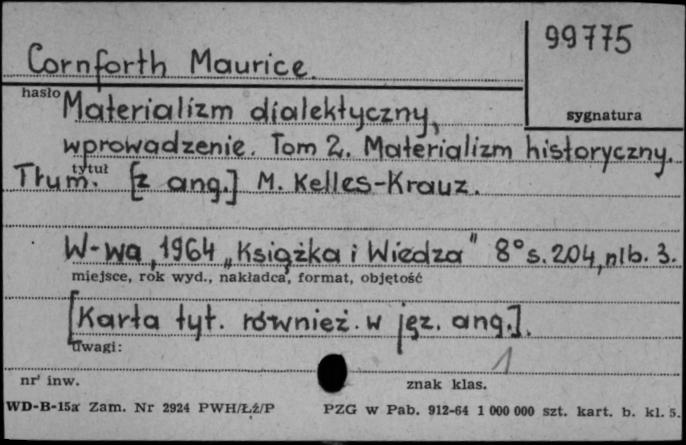 99775
Cornforth Maurice.
hasło
sygnatura
Materializm dialektyczny,
wprowadzenie. Tom 2. Materializm historyczny.
tytuł
Tłum. [z ang.] M. Kelles-Krauz.
W-wa, 1964 „Książka i Wiedza" 8° s. 204, nlb. 3.
miejsce, rok wyd., nakładca, format, objętość
[Karta tyt. również w jęz. ang.].
uwagi:
1
nr inw.
znak klas.
WD-B-15a Zam. Nr 2924 PWH/Łź/P PZG w Pab. 912-64 1 000 000 szt. kart. b. kl. 5.